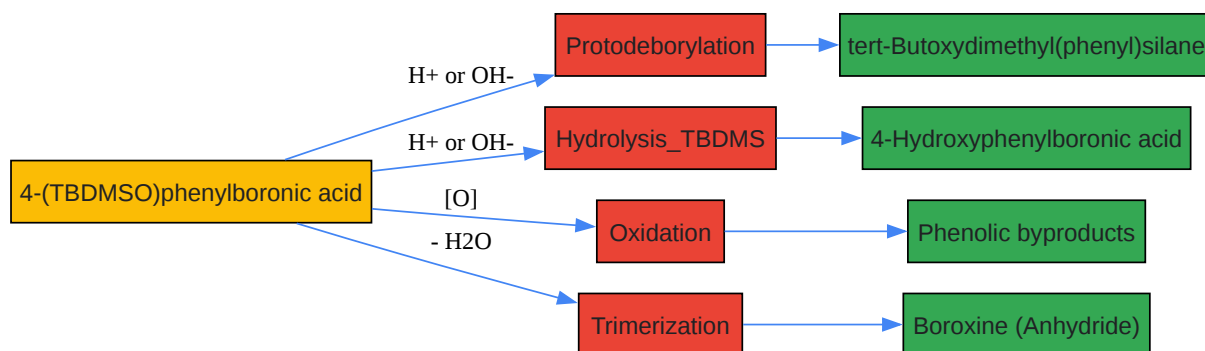 Protodeborylation
tert-Butoxydimethyl(phenyl)silane
H+ or OH-
H+ or OH-
Hydrolysis_TBDMS
4-Hydroxyphenylboronic acid
4-(TBDMSO)phenylboronic acid
[O]
Oxidation
Phenolic byproducts
- H2O
Trimerization
Boroxine (Anhydride)